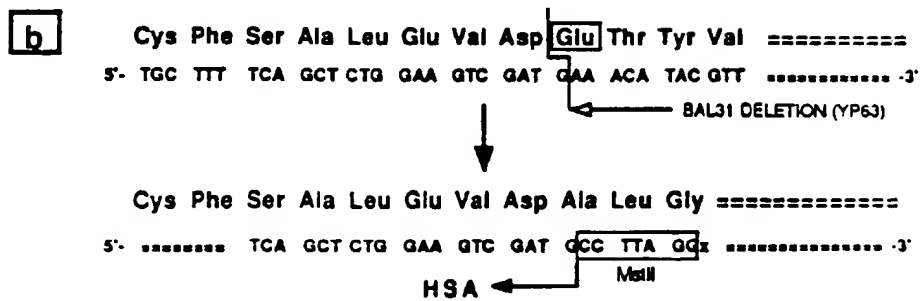 b
Cys Phe Ser Ala Leu Glu Val Asp Glu Thr Tyr Val ==========
5'- TGC TTT TCA GCT CTG GAA GTC GAT GAA ACA TAC GTT ============ -3'
BAL31 DELETION (YP63)
Cys Phe Ser Ala Leu Glu Val Asp Ala Leu Gly =============
5'- ======== TCA GCT CTG GAA GTC GAT GCC TTA GGx =============== -3'
MstII
HSA